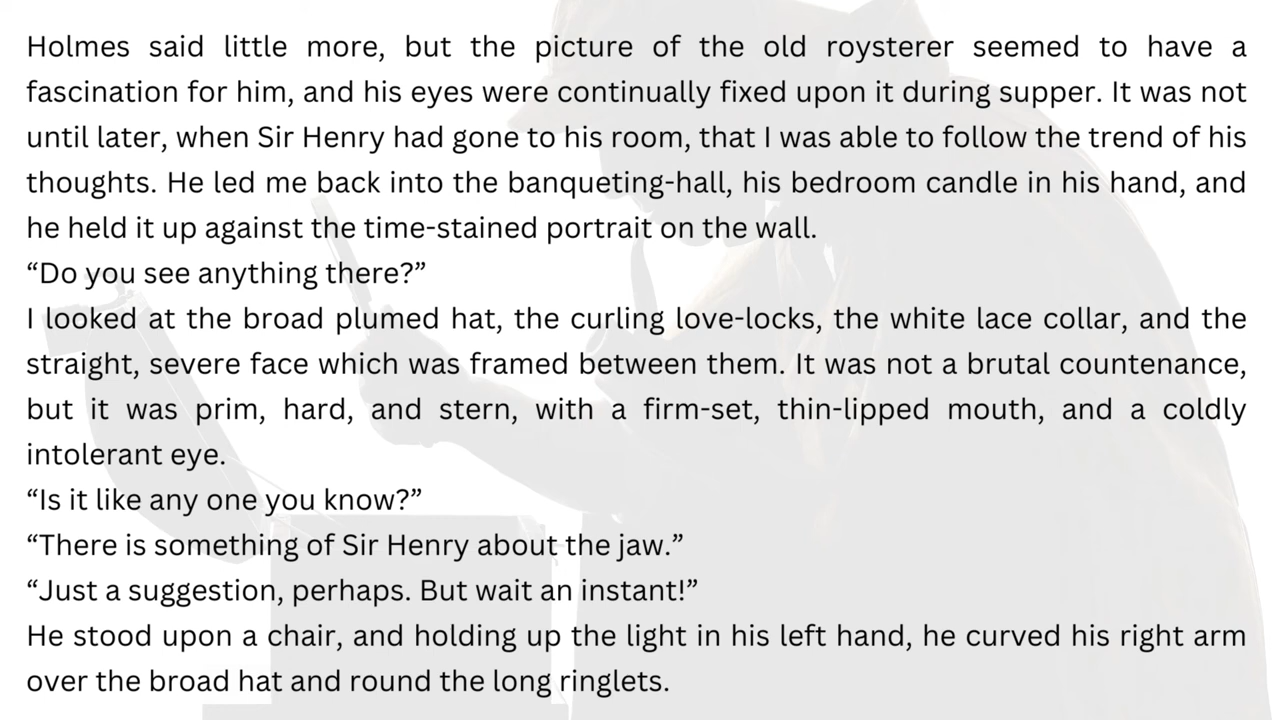 Holmes said little more, but the picture of the old roysterer seemed to have a
fascination for him, and his eyes were continually fixed upon it during supper. It was not
until later, when Sir Henry had gone to his room, that I was able to follow the trend of his
thoughts. He led me back into the banqueting-hall, his bedroom candle in his hand, and
he held it up against the time-stained portrait on the wall.
“Do you see anything there?”
I looked at the broad plumed hat, the curling love-locks, the white lace collar, and the
straight, severe face which was framed between them. It was not a brutal countenance,
but it was prim, hard, and stern, with a firm-set, thin-lipped mouth, and a coldly
intolerant eye.
“Is it like any one you know?”
“There is something of Sir Henry about the jaw.”
“Just a suggestion, perhaps. But wait an instant!”
He stood upon a chair, and holding up the light in his left hand, he curved his right arm
over the broad hat and round the long ringlets.